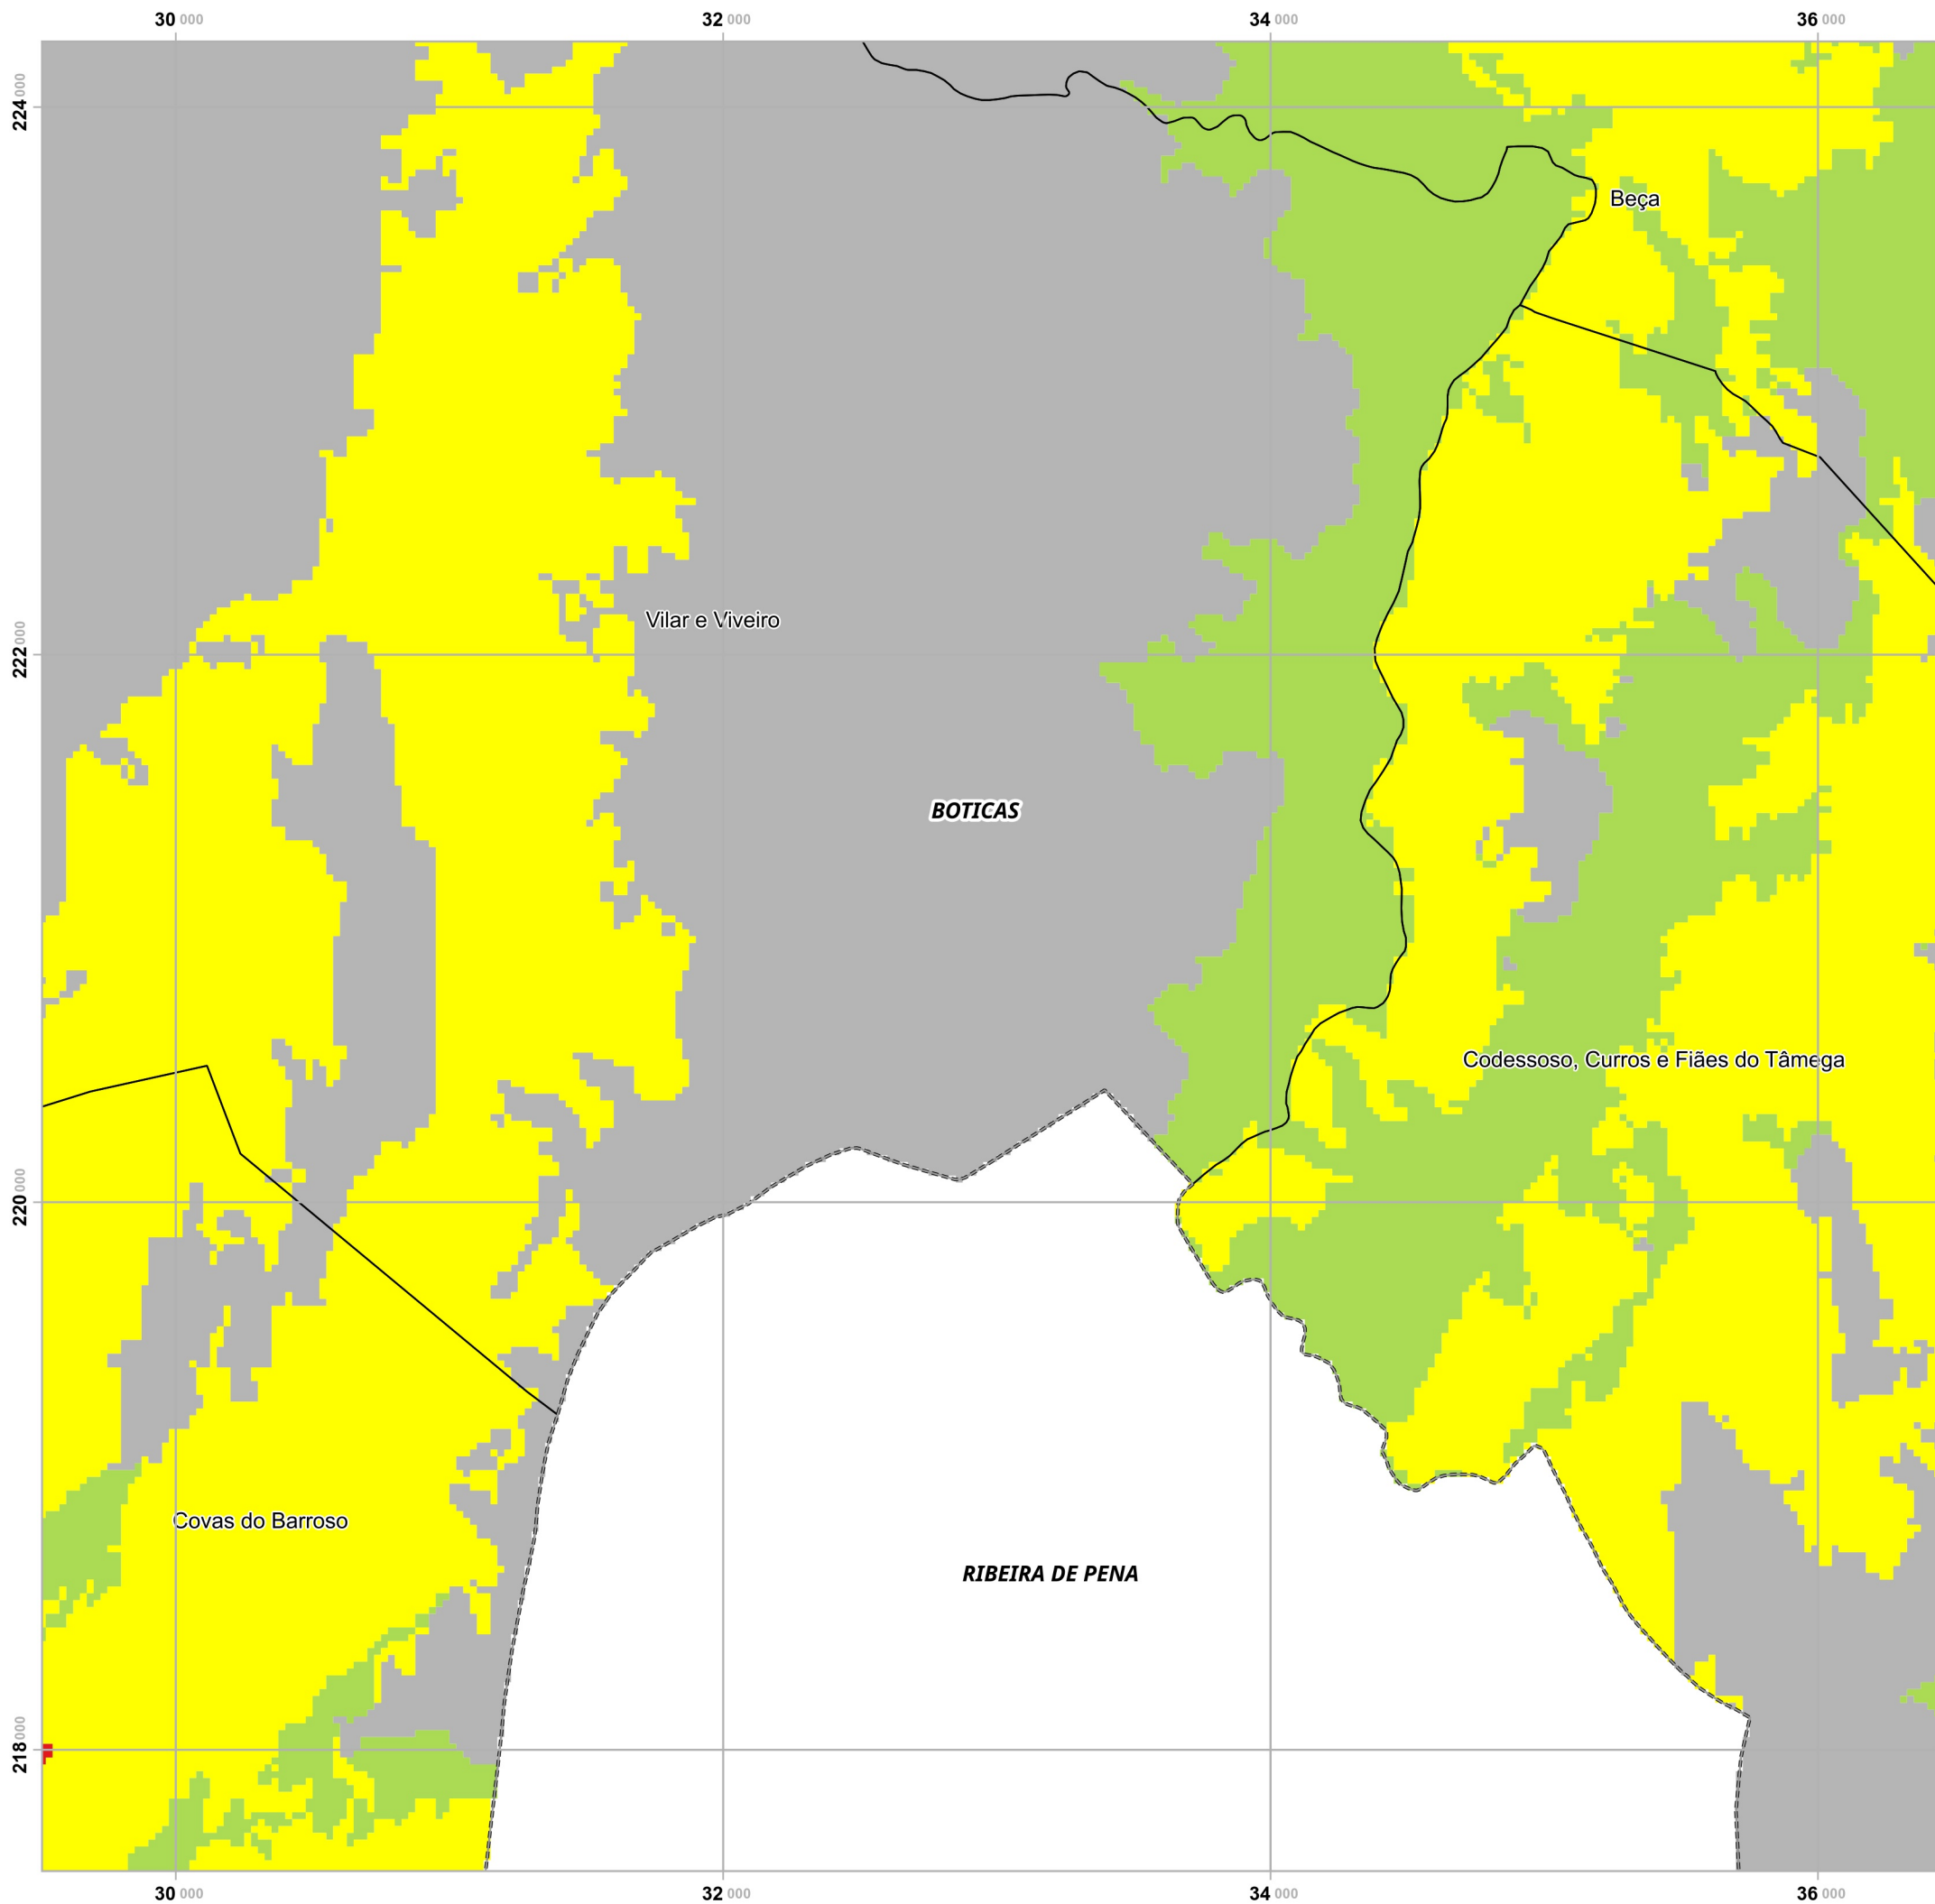 30 000 32 000 34 000 36 000
224 000
Beça
222 000
Vilar e Viveiro
BOTICAS
Codessoso, Curros e Fiães do Tâmega
220 000
Covas do Barroso
RIBEIRA DE PENA
218 000
30 000 32 000 34 000 36 000